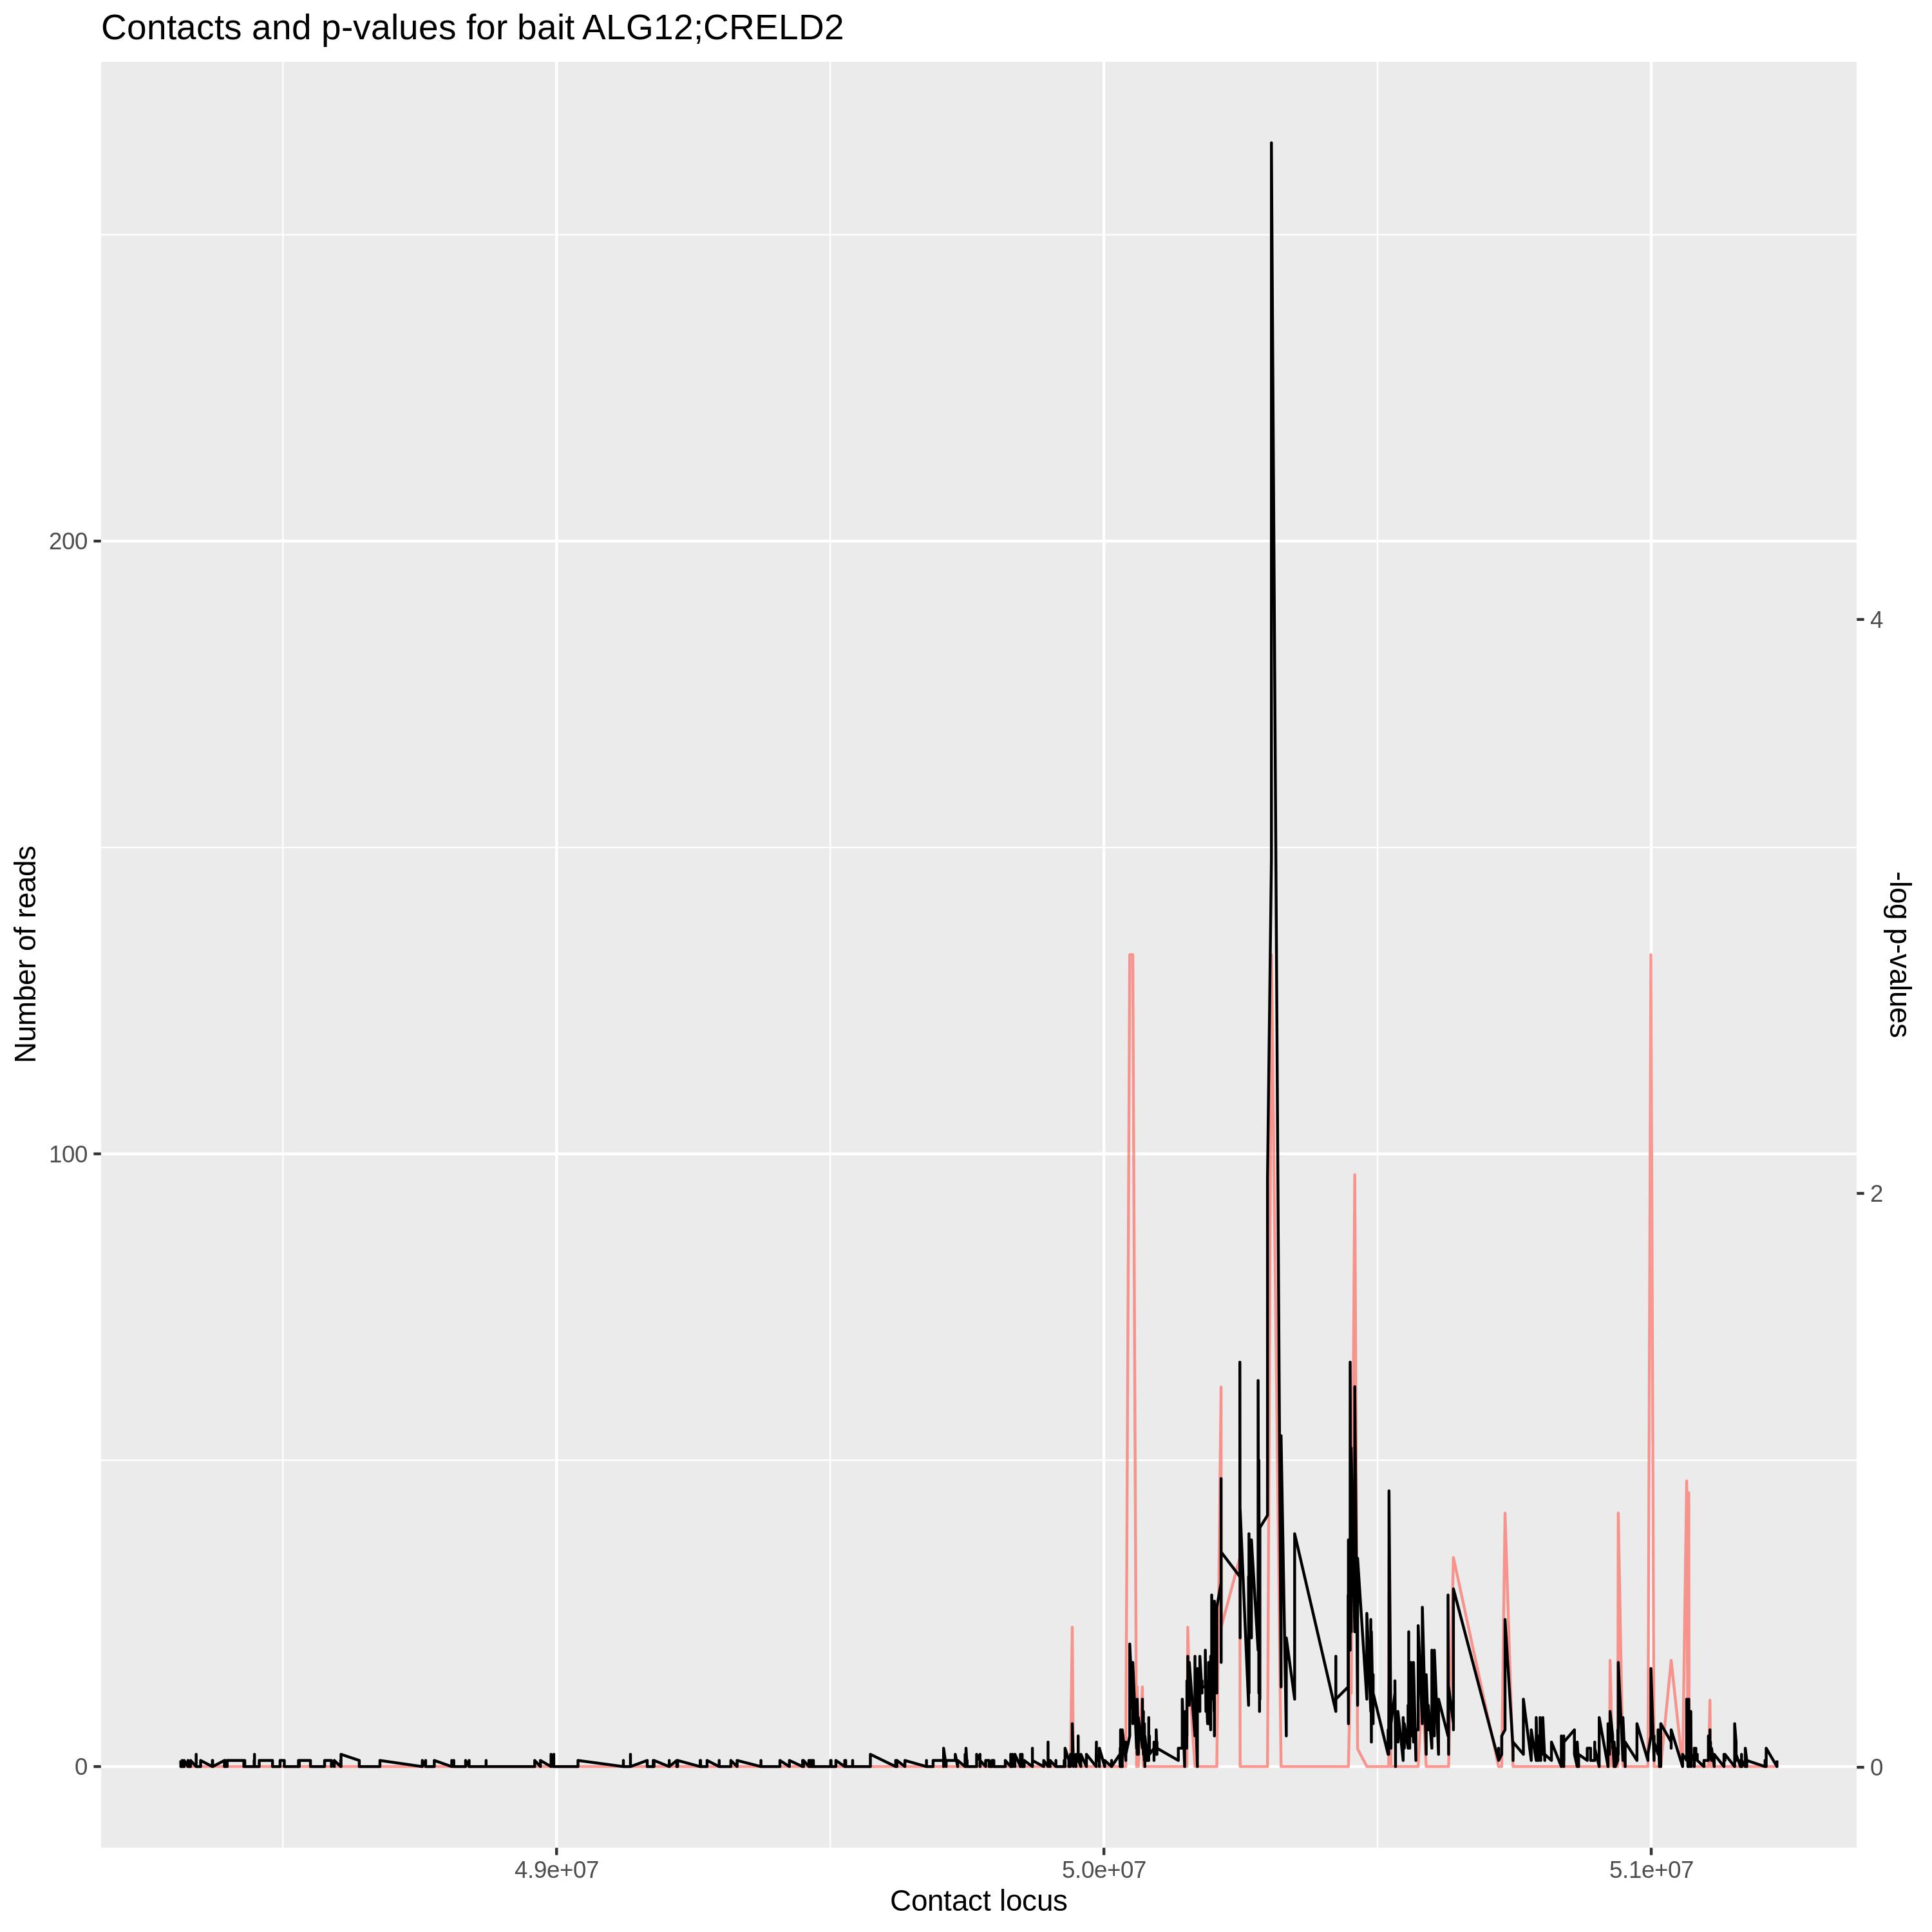 Contacts and p-values for bait ALG12;CRELD2
Number of reads
200
100
0
-log p-values
4
2
0
4.9e+07
5.0e+07
5.1e+07
Contact locus